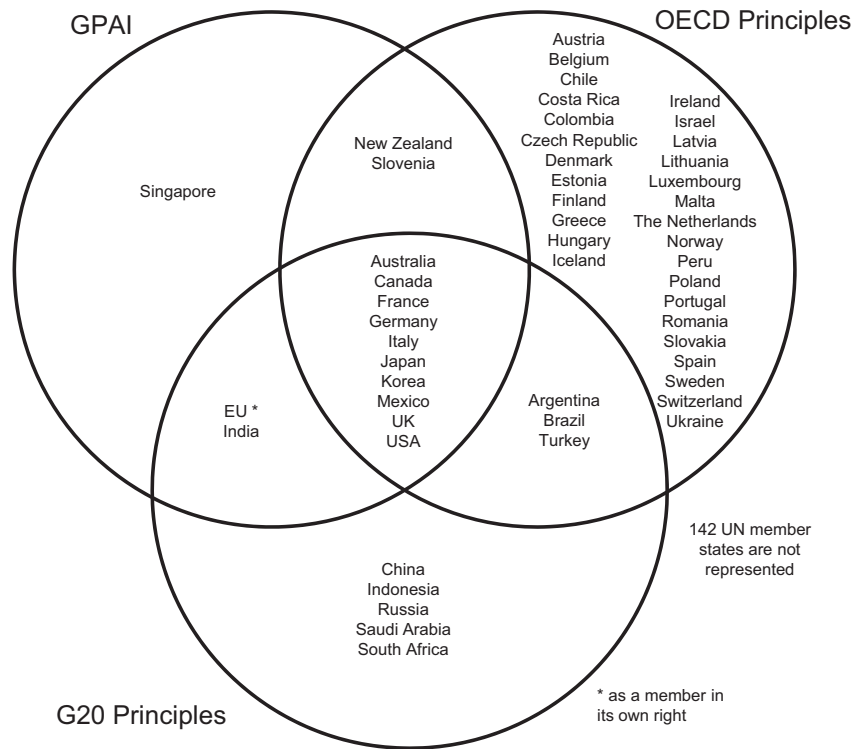 GPAI
OECD Principles
Singapore
New Zealand
Slovenia
Austria
Belgium
Chile
Costa Rica
Colombia
Czech Republic
Denmark
Estonia
Finland
Greece
Hungary
Iceland
Ireland
Israel
Latvia
Lithuania
Luxembourg
Malta
The Netherlands
Norway
Peru
Poland
Portugal
Romania
Slovakia
Spain
Sweden
Switzerland
Ukraine
Australia
Canada
France
Germany
Italy
Japan
Korea
Mexico
UK
USA
EU *
India
Argentina
Brazil
Turkey
142 UN member
states are not
represented
China
Indonesia
Russia
Saudi Arabia
South Africa
* as a member in
its own right
G20 Principles